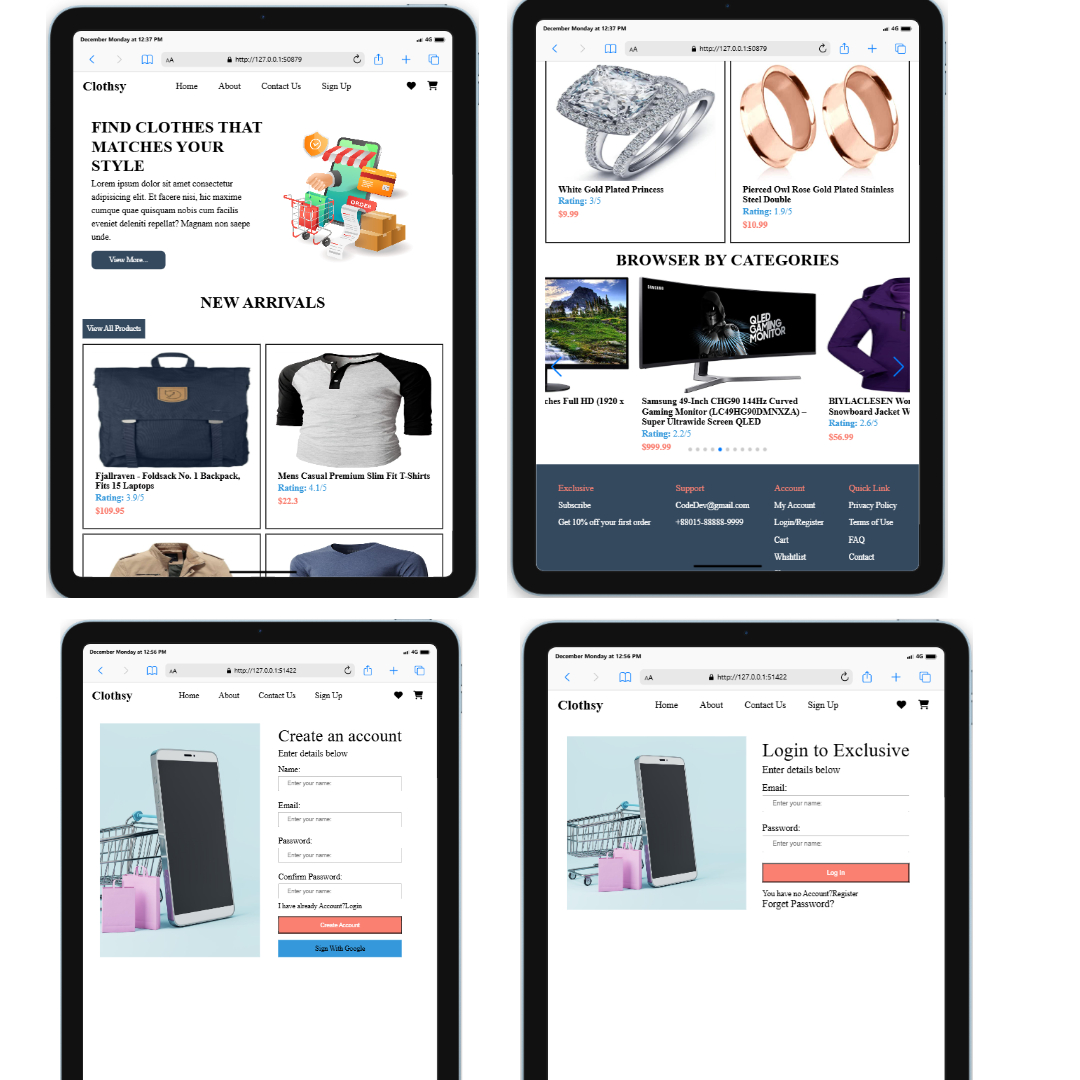 December Monday at 12:37 PM
4G
AA
http://127.0.0.1:50879
Clothsy
Home
About
Contact Us
Sign Up
FIND CLOTHES THAT
MATCHES YOUR
STYLE
Lorem ipsum dolor sit amet consectetur
adipisicing elit. Et facere nisi, hic maxime
cumque quae quisquam nobis cum facilis
eveniet deleniti repellat? Magnam non saepe
unde.
View More...
ORDER
NEW ARRIVALS
View All Products
Fjallraven - Foldsack No. 1 Backpack,
Fits 15 Laptops
Rating: 3.9/5
$109.95
Mens Casual Premium Slim Fit T-Shirts
Rating: 4.1/5
$22.3
December Monday at 12:37 PM
4G
AA
http://127.0.0.1:50879
White Gold Plated Princess
Rating: 3/5
$9.99
Pierced Owl Rose Gold Plated Stainless
Steel Double
Rating: 1.9/5
$10.99
BROWSER BY CATEGORIES
SAMSUNG
QLED
GAMING
MONITOR
ches Full HD (1920 x
Samsung 49-Inch CHG90 144Hz Curved
Gaming Monitor (LC49HG90DMNXZA) –
Super Ultrawide Screen QLED
Rating: 2.2/5
$999.99
BIYLACLESEN Wor
Snowboard Jacket W
Rating: 2.6/5
$56.99
Exclusive
Subscribe
Get 10% off your first order
Support
CodeDev@gmail.com
+88015-88888-9999
Account
My Account
Login/Register
Cart
Whshtlist
Quick Link
Privacy Policy
Terms of Use
FAQ
Contact
December Monday at 12:56 PM
4G
AA
http://127.0.0.1:51422
Clothsy
Home
About
Contact Us
Sign Up
Create an account
Enter details below
Name:
Enter your name:
Email:
Enter your name:
Password:
Enter your name:
Confirm Password:
Enter your name:
I have already Account?Login
Create Account
Sign With Google
December Monday at 12:56 PM
4G
AA
http://127.0.0.1:51422
Clothsy
Home
About
Contact Us
Sign Up
Login to Exclusive
Enter details below
Email:
Enter your name:
Password:
Enter your name:
Log In
You have no Account?Register
Forget Password?